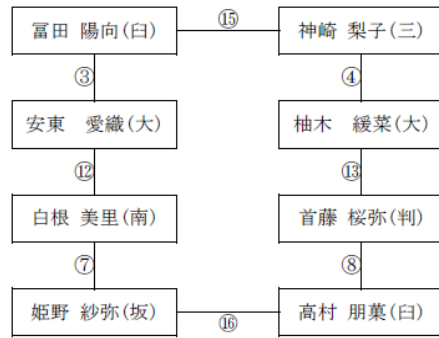 冨田 陽向(臼) ⑮ 神崎 梨子(三)
③ ④
安東 愛織(大) 柚木 緩菜(大)
⑫ ⑬
白根 美里(南) 首藤 桜弥(判)
⑦ ⑧
姫野 紗弥(坂) ⑯ 高村 朋菓(臼)